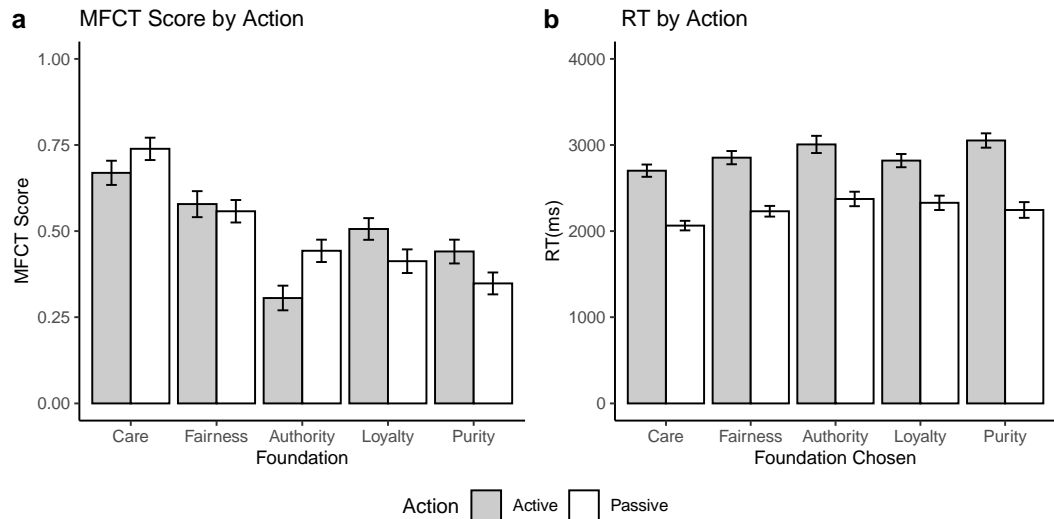 a MFCT Score by Action
MFCT Score
1.00
0.75
0.50
0.25
0.00
Care Fairness Authority Loyalty Purity
Foundation
b RT by Action
RT(ms)
4000
3000
2000
1000
0
Care Fairness Authority Loyalty Purity
Foundation Chosen
Action Active Passive